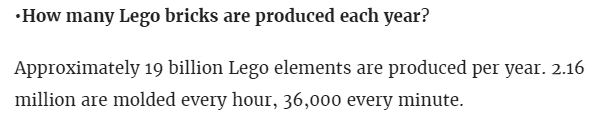 •How many Lego bricks are produced each year?
Approximately 19 billion Lego elements are produced per year. 2.16
million are molded every hour, 36,000 every minute.